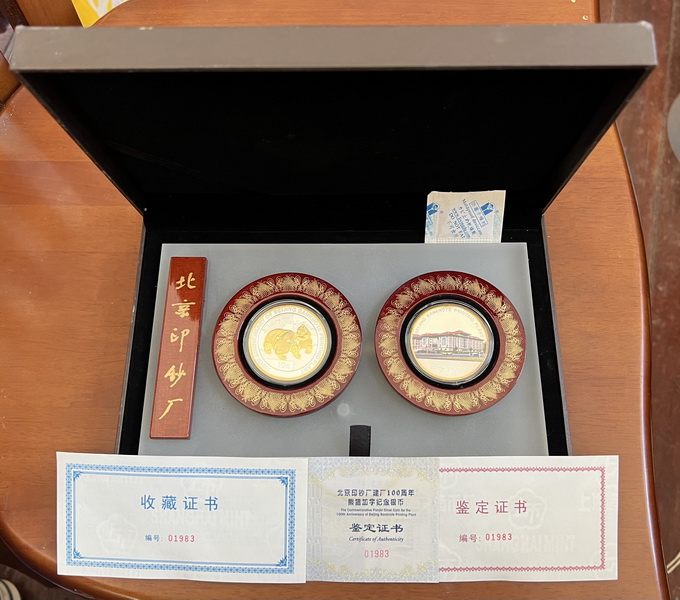 北京印钞厂
收藏证书
编号: 01983
北京印钞厂建厂100周年
熊猫加字纪念银币
The Commemorative Panda Silver Coin on the
100th Anniversary of Beijing Banknote Printing Plant
鉴定证书
Certificate of Authenticity
01983
鉴定证书
编号: 01983